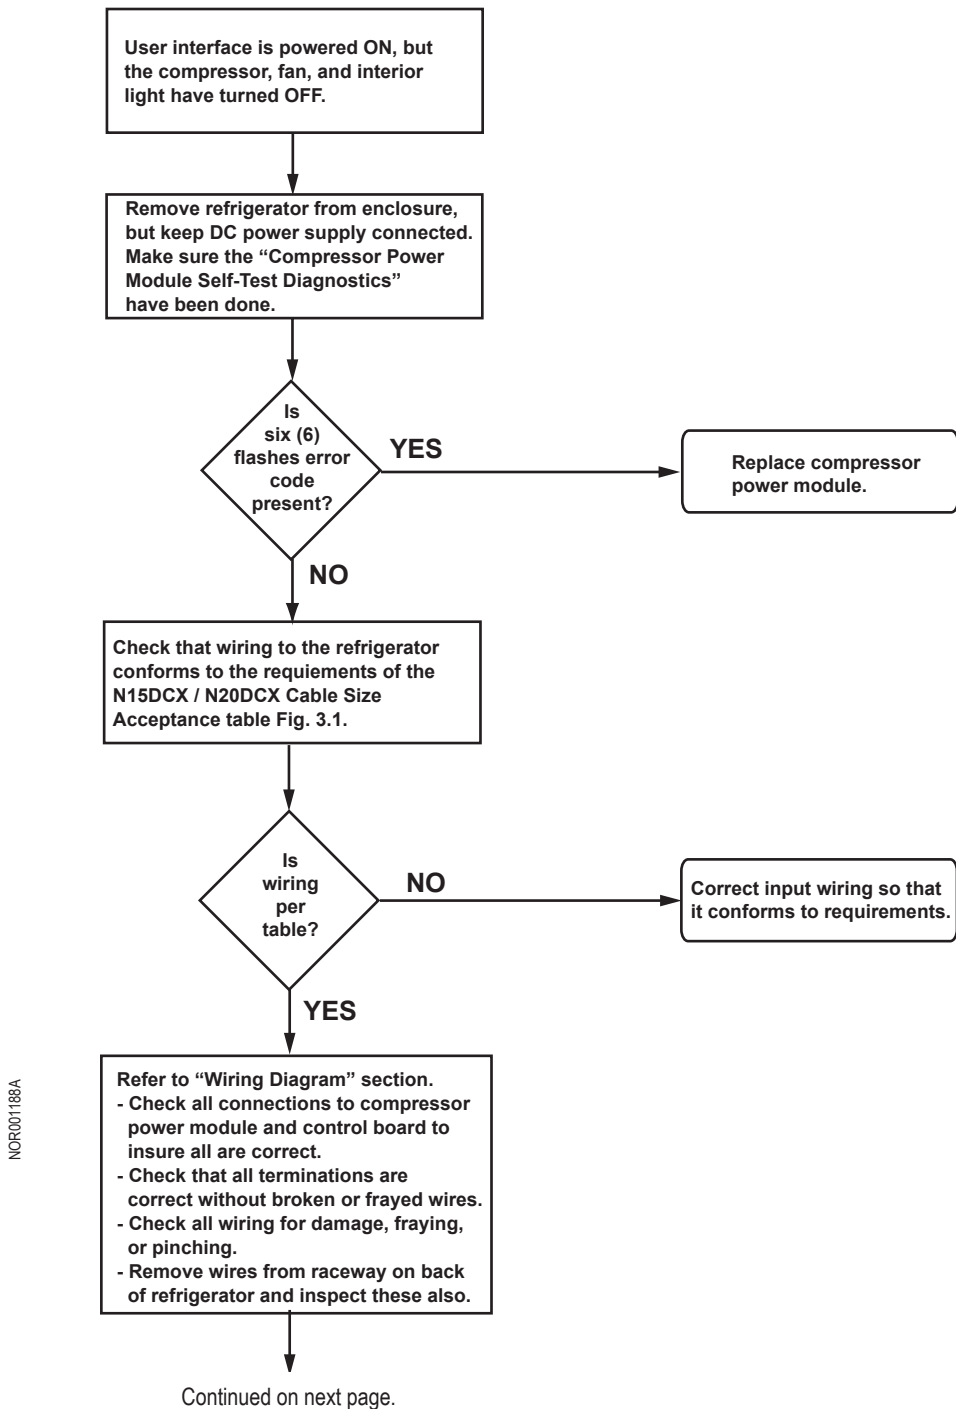 User interface is powered ON, but
the compressor, fan, and interior
light have turned OFF.
Remove refrigerator from enclosure,
but keep DC power supply connected.
Make sure the “Compressor Power
Module Self-Test Diagnostics”
have been done.
Is
six (6)
flashes error
code
present?
YES
Replace compressor
power module.
NO
Check that wiring to the refrigerator
conforms to the requiements of the
N15DCX / N20DCX Cable Size
Acceptance table Fig. 3.1.
Is
wiring
per
table?
NO
Correct input wiring so that
it conforms to requirements.
YES
Refer to “Wiring Diagram” section.
- Check all connections to compressor
power module and control board to
insure all are correct.
- Check that all terminations are
correct without broken or frayed wires.
- Check all wiring for damage, fraying,
or pinching.
- Remove wires from raceway on back
of refrigerator and inspect these also.
NOR001188A
Continued on next page.